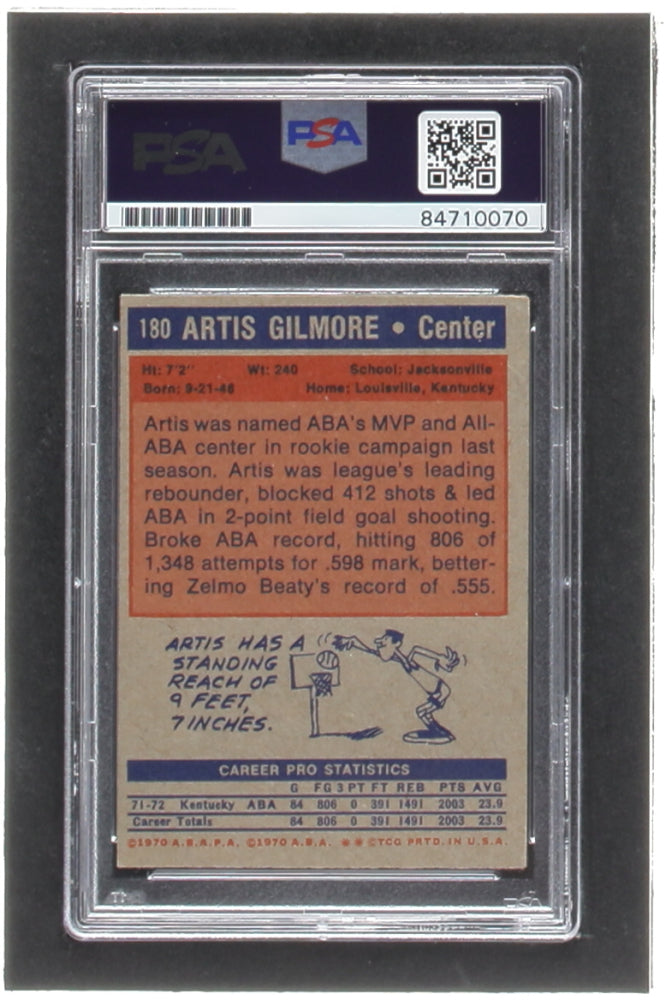 PSA
PSA
84710070
180 ARTIS GILMORE • Center
Ht: 7'2" Wt: 240 School: Jacksonville
Born: 9-21-48 Home: Louisville, Kentucky
Artis was named ABA's MVP and All-
ABA center in rookie campaign last
season. Artis was league's leading
rebounder, blocked 412 shots & led
ABA in 2-point field goal shooting.
Broke ABA record, hitting 806 of
1,348 attempts for .598 mark, better-
ing Zelmo Beaty's record of .555.
ARTIS HAS A
STANDING
REACH OF
9 FEET,
7 INCHES.
CAREER PRO STATISTICS
G FG 3 PT FT REB PTS AVG
71-72 Kentucky ABA 84 806 0 391 1491 2003 23.9
Career Totals 84 806 0 391 1491 2003 23.9
©1970 A.B.A.P.A. ©1970 A.B.A. ✱ ✱ ©TCG PRTD. IN U.S.A.
PSA